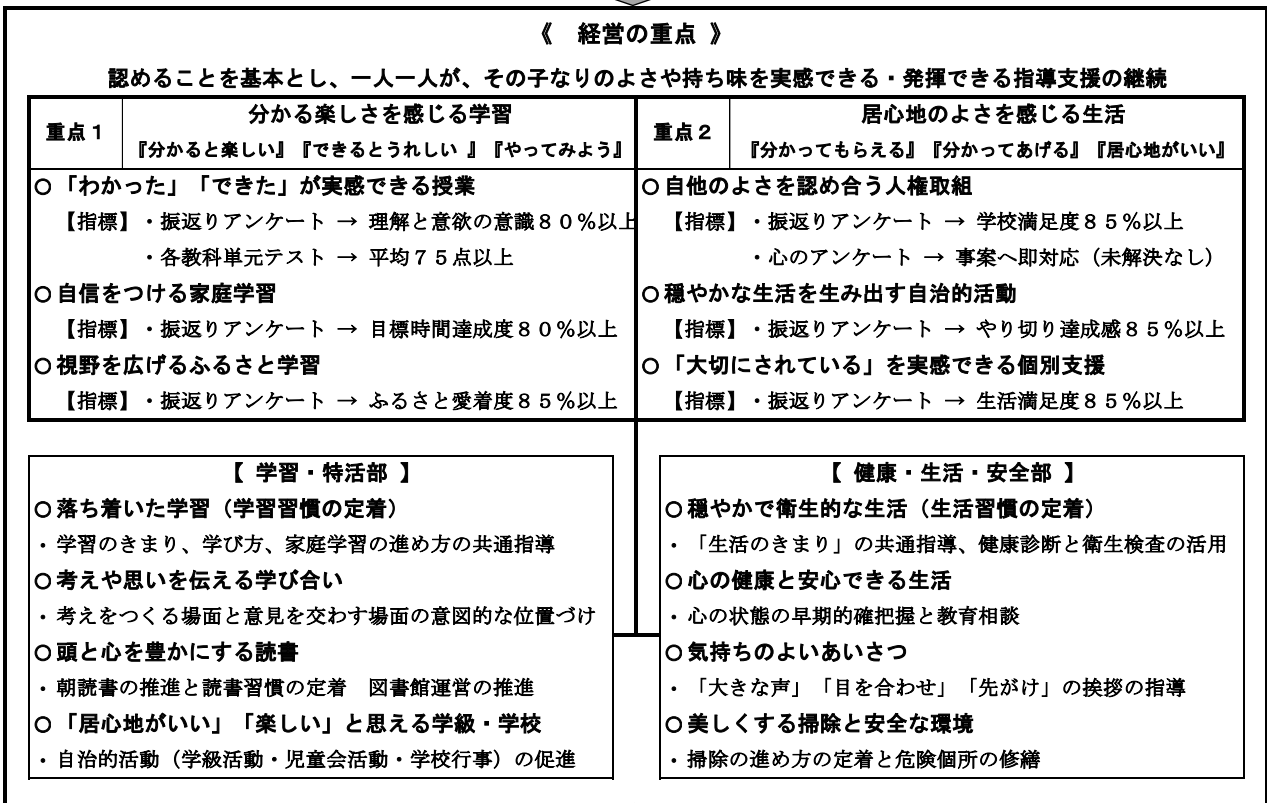 《　経営の重点 》
認めることを基本とし、一人一人が、その子なりのよさや持ち味を実感できる・発揮できる指導支援の継続
重点１
分かる楽しさを感じる学習
『分かると楽しい』『できるとうれしい 』『やってみよう』
○「わかった」「できた」が実感できる授業
【指標】・振返りアンケート → 理解と意欲の意識８０％以上
・各教科単元テスト → 平均７５点以上
○自信をつける家庭学習
【指標】・振返りアンケート → 目標時間達成度８０％以上
○視野を広げるふるさと学習
【指標】・振返りアンケート → ふるさと愛着度８５％以上
重点２
居心地のよさを感じる生活
『分かってもらえる』『分かってあげる』『居心地がいい』
○自他のよさを認め合う人権取組
【指標】・振返りアンケート → 学校満足度８５％以上
・心のアンケート → 事案へ即対応（未解決なし）
○穏やかな生活を生み出す自治的活動
【指標】・振返りアンケート → やり切り達成感８５％以上
○「大切にされている」を実感できる個別支援
【指標】・振返りアンケート → 生活満足度８５％以上
【 学習・特活部 】
○落ち着いた学習（学習習慣の定着）
・学習のきまり、学び方、家庭学習の進め方の共通指導
○考えや思いを伝える学び合い
・考えをつくる場面と意見を交わす場面の意図的な位置づけ
○頭と心を豊かにする読書
・朝読書の推進と読書習慣の定着　図書館運営の推進
○「居心地がいい」「楽しい」と思える学級・学校
・自治的活動（学級活動・児童会活動・学校行事）の促進
【 健康・生活・安全部 】
○穏やかで衛生的な生活（生活習慣の定着）
・「生活のきまり」の共通指導、健康診断と衛生検査の活用
○心の健康と安心できる生活
・心の状態の早期的確把握と教育相談
○気持ちのよいあいさつ
・「大きな声」「目を合わせ」「先がけ」の挨拶の指導
○美しくする掃除と安全な環境
・掃除の進め方の定着と危険個所の修繕